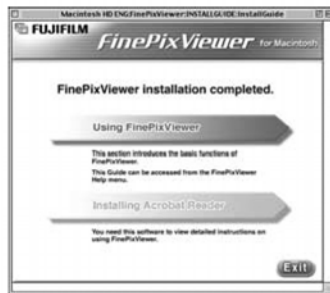 Macintosh HD ENG:FinePixViewer:INSTALLGUIDE:InstallGuide
FUJIFILM
FinePixViewer for Macintosh
FinePixViewer installation completed.
Using FinePixViewer
This section introduces the basic functions of
FinePixViewer.
This Guide can be accessed from the FinePixViewer
Help menu.
Installing Acrobat Reader
You need this software to view detailed instructions on
using FinePixViewer.
Exit